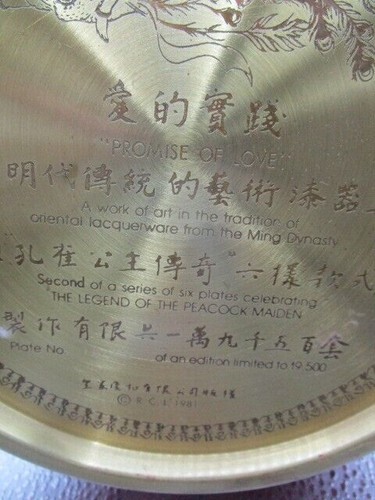 愛的實踐
"PROMISE OF LOVE"
明代傳統的藝術漆器
A work of art in the tradition of
oriental lacquerware from the Ming Dynasty
"孔雀公主傳奇"六樣款式
Second of a series of six plates celebrating
THE LEGEND OF THE PEACOCK MAIDEN
製作有限共一萬九千五百套
Plate No. of an edition limited to 19,500
© R.C.I. 1981